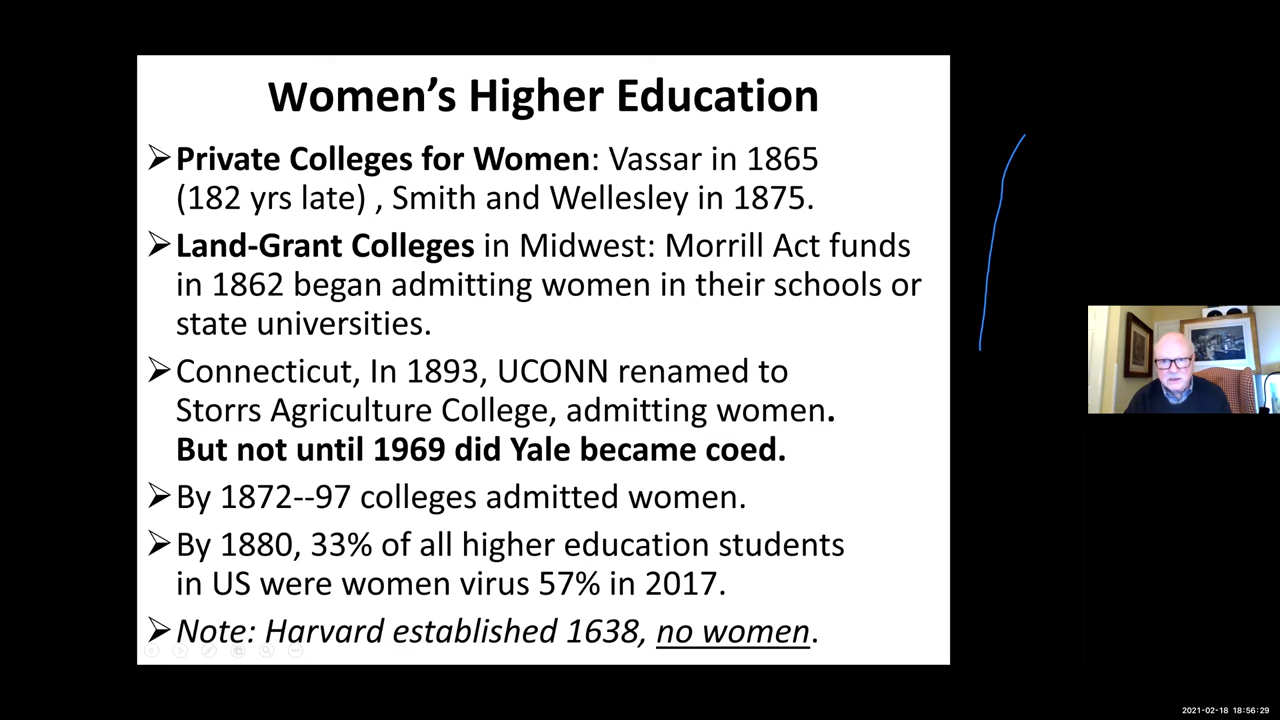 Women's Higher Education
➢Private Colleges for Women: Vassar in 1865
(182 yrs late) , Smith and Wellesley in 1875.
➢Land-Grant Colleges in Midwest: Morrill Act funds
in 1862 began admitting women in their schools or
state universities.
➢Connecticut, In 1893, UCONN renamed to
Storrs Agriculture College, admitting women.
But not until 1969 did Yale became coed.
➢By 1872--97 colleges admitted women.
➢By 1880, 33% of all higher education students
in US were women virus 57% in 2017.
➢Note: Harvard established 1638, no women.
2021-02-18 18:56:29